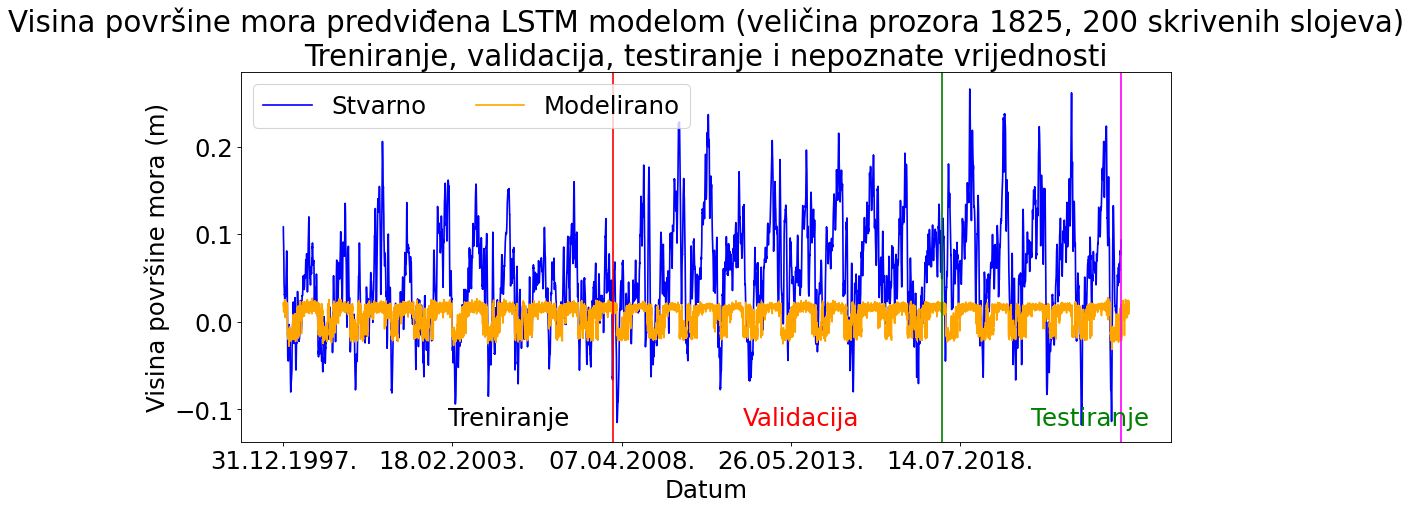 Visina površine mora predviđena LSTM modelom (veličina prozora 1825, 200 skrivenih slojeva)
Treniranje, validacija, testiranje i nepoznate vrijednosti
Stvarno Modelirano
Visina površine mora (m)
0.2
0.1
0.0
−0.1
Treniranje Validacija Testiranje
31.12.1997. 18.02.2003. 07.04.2008. 26.05.2013. 14.07.2018.
Datum